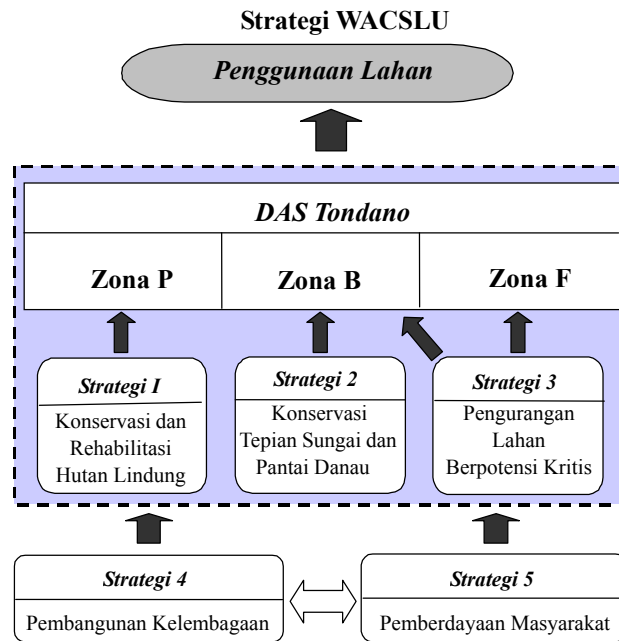 Strategi WACSLU
Penggunaan Lahan
DAS Tondano
Zona P
Zona B
Zona F
Strategi I
Konservasi dan
Rehabilitasi
Hutan Lindung
Strategi 2
Konservasi
Tepian Sungai dan
Pantai Danau
Strategi 3
Pengurangan
Lahan
Berpotensi Kritis
Strategi 4
Pembangunan Kelembagaan
Strategi 5
Pemberdayaan Masyarakat